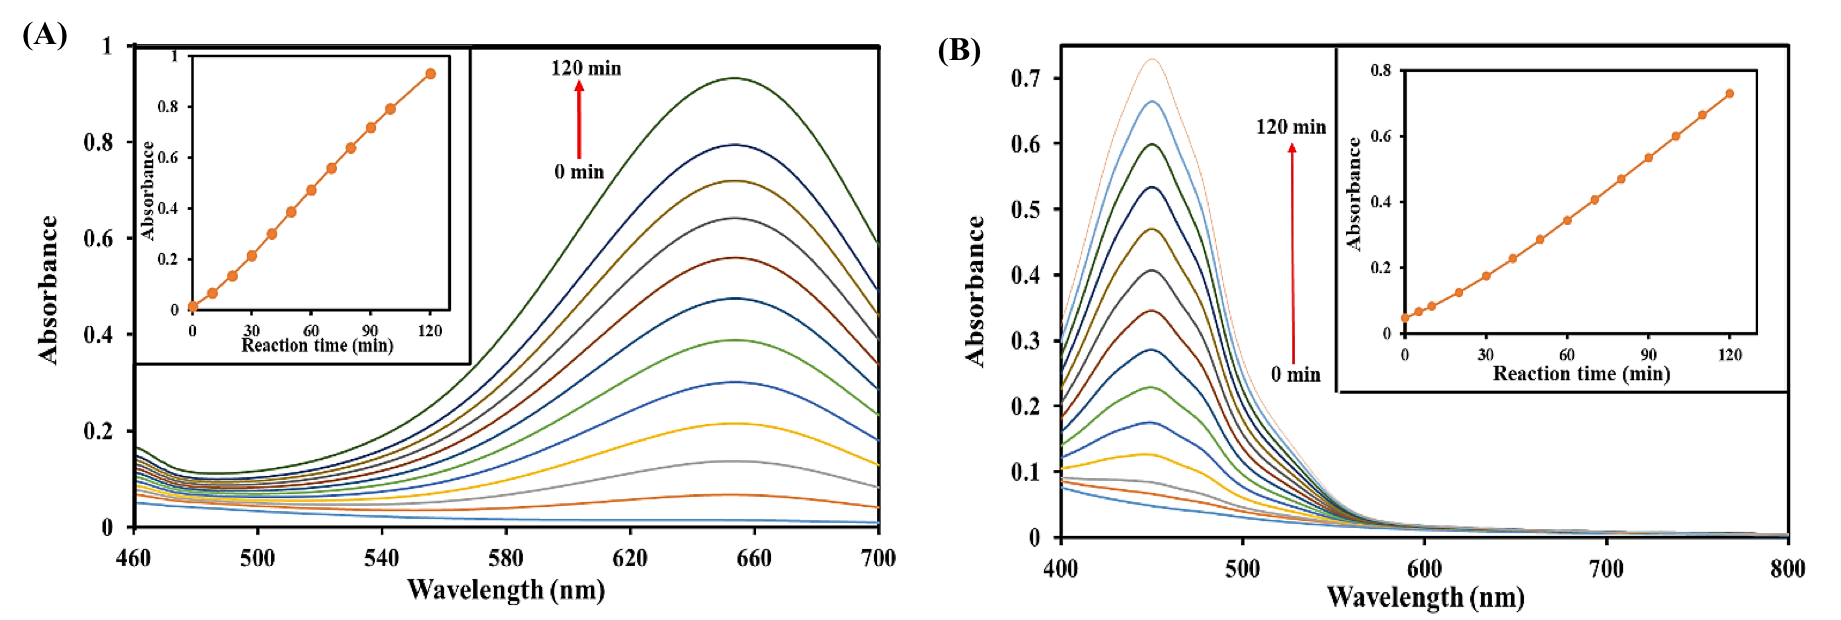 (A)
1
0.8
0.6
0.4
0.2
0
460 500 540 580 620 660 700
Absorbance
Wavelength (nm)
120 min
0 min
1
0.8
0.6
0.4
0.2
0
0 30 60 90 120
Absorbance
Reaction time (min)
(B)
0.7
0.6
0.5
0.4
0.3
0.2
0.1
0
400 500 600 700 800
Absorbance
Wavelength (nm)
120 min
0 min
0.8
0.6
0.4
0.2
0
0 30 60 90 120
Absorbance
Reaction time (min)